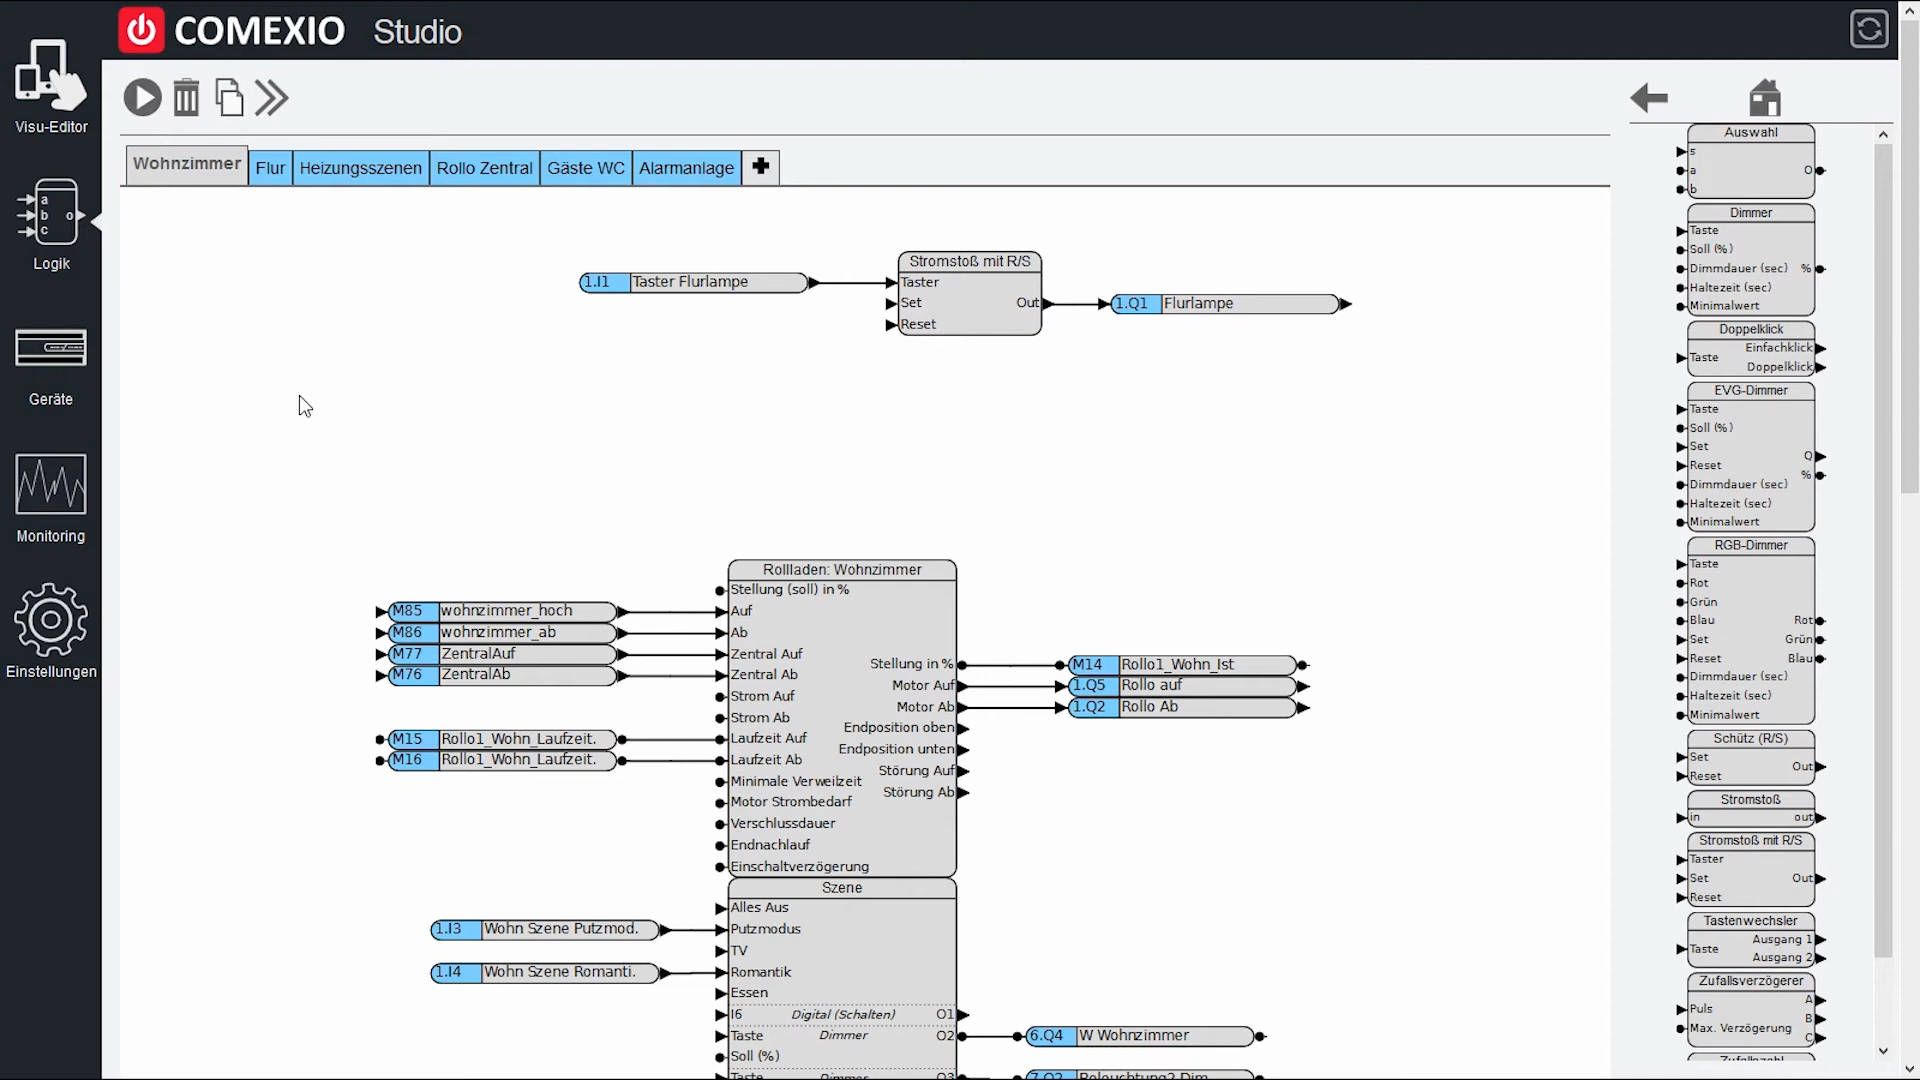 COMEXIO Studio
Visu-Editor
a
b o
c
Logik
Geräte
Monitoring
Einstellungen
Wohnzimmer Flur Heizungsszenen Rollo Zentral Gäste WC Alarmanlage
Stromstoß mit R/S
1.I1 Taster Flurlampe
Taster
Set Out
Reset
1.Q1 Flurlampe
Rollladen: Wohnzimmer
Stellung (soll) in %
M85 wohnzimmer_hoch Auf
M86 wohnzimmer_ab Ab
M77 ZentralAuf Zentral Auf
M76 ZentralAb Zentral Ab
Strom Auf
Strom Ab
M15 Rollo1_Wohn_Laufzeit. Laufzeit Auf
M16 Rollo1_Wohn_Laufzeit. Laufzeit Ab
Minimale Verweilzeit
Motor Strombedarf
Verschlussdauer
Endnachlauf
Einschaltverzögerung
Stellung in % M14 Rollo1_Wohn_Ist
Motor Auf 1.Q5 Rollo auf
Motor Ab 1.Q2 Rollo Ab
Endposition oben
Endposition unten
Störung Auf
Störung Ab
Szene
Alles Aus
1.I3 Wohn Szene Putzmod. Putzmodus
TV
1.I4 Wohn Szene Romanti. Romantik
Essen
I6 Digital (Schalten) O1
Taste Dimmer O2 6.Q4 W Wohnzimmer
Soll (%)
Taste Dimmer O3 7.Q2 Beleuchtung2 Dim
Auswahl
s
a O
b
Dimmer
Taste
Soll (%)
Dimmdauer (sec) %
Haltezeit (sec)
Minimalwert
Doppelklick
Einfachklick
Taste
Doppelklick
EVG-Dimmer
Taste
Soll (%)
Set
Q
Reset
%
Dimmdauer (sec)
Haltezeit (sec)
Minimalwert
RGB-Dimmer
Taste
Rot
Grün
Blau Rot
Set Grün
Reset Blau
Dimmdauer (sec)
Haltezeit (sec)
Minimalwert
Schütz (R/S)
Set
Out
Reset
Stromstoß
in out
Stromstoß mit R/S
Taster
Set Out
Reset
Tastenwechsler
Ausgang 1
Taste
Ausgang 2
Zufallsverzögerer
A
Puls
B
Max. Verzögerung
C
Zufallszahl